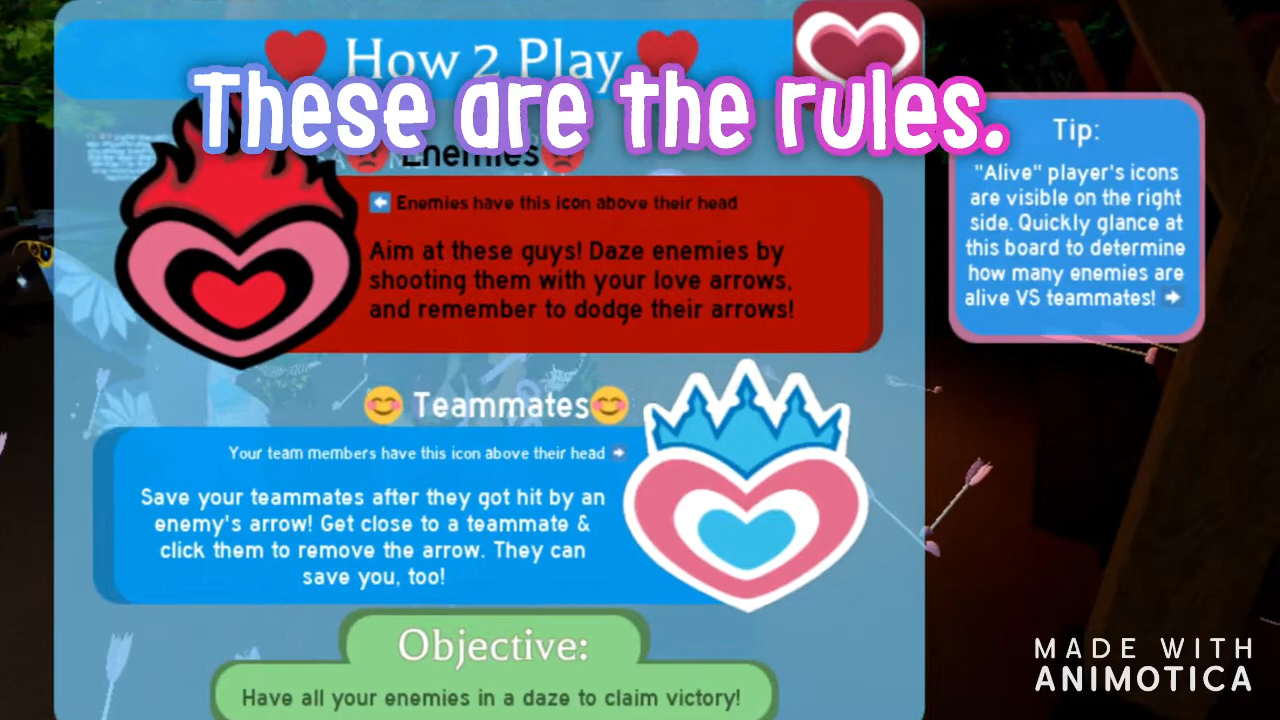 How 2 Play
These are the rules.
Enemies
Enemies have this icon above their head
Aim at these guys! Daze enemies by
shooting them with your love arrows,
and remember to dodge their arrows!
Tip:
"Alive" player's icons
are visible on the right
side. Quickly glance at
this board to determine
how many enemies are
alive VS teammates!
Teammates
Your team members have this icon above their head
Save your teammates after they got hit by an
enemy's arrow! Get close to a teammate &
click them to remove the arrow. They can
save you, too!
Objective:
Have all your enemies in a daze to claim victory!
MADE WITH
ANIMOTICA